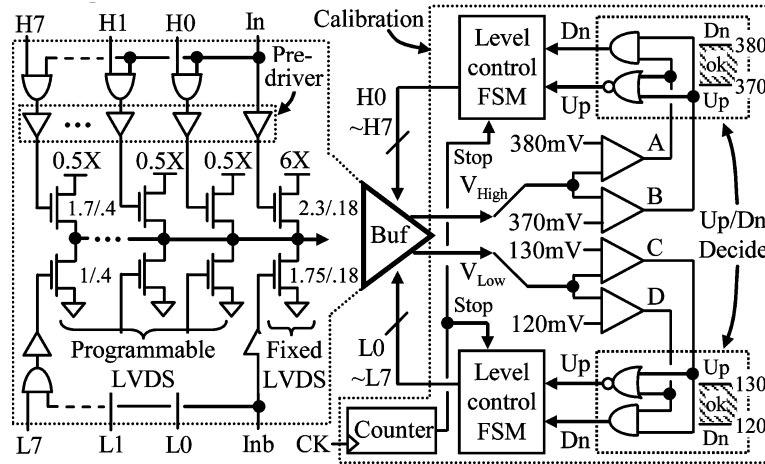 H7 H1 H0 In
Calibration
Pre-
driver
0.5X 0.5X 0.5X 6X
1.7/.4 2.3/.18
1/.4 1.75/.18
Programmable
LVDS
Fixed
LVDS
L7 L1 L0 Inb
Buf
H0
~H7
L0
~L7
Level
control
FSM
Dn
Up
Stop
VHigh
VLow
Stop
380mV
370mV
130mV
120mV
A
B
C
D
Dn
380
ok
370
Up
Up/Dn
Decide
Level
control
FSM
Up
Dn
Up
130
ok
120
Dn
CK
Counter